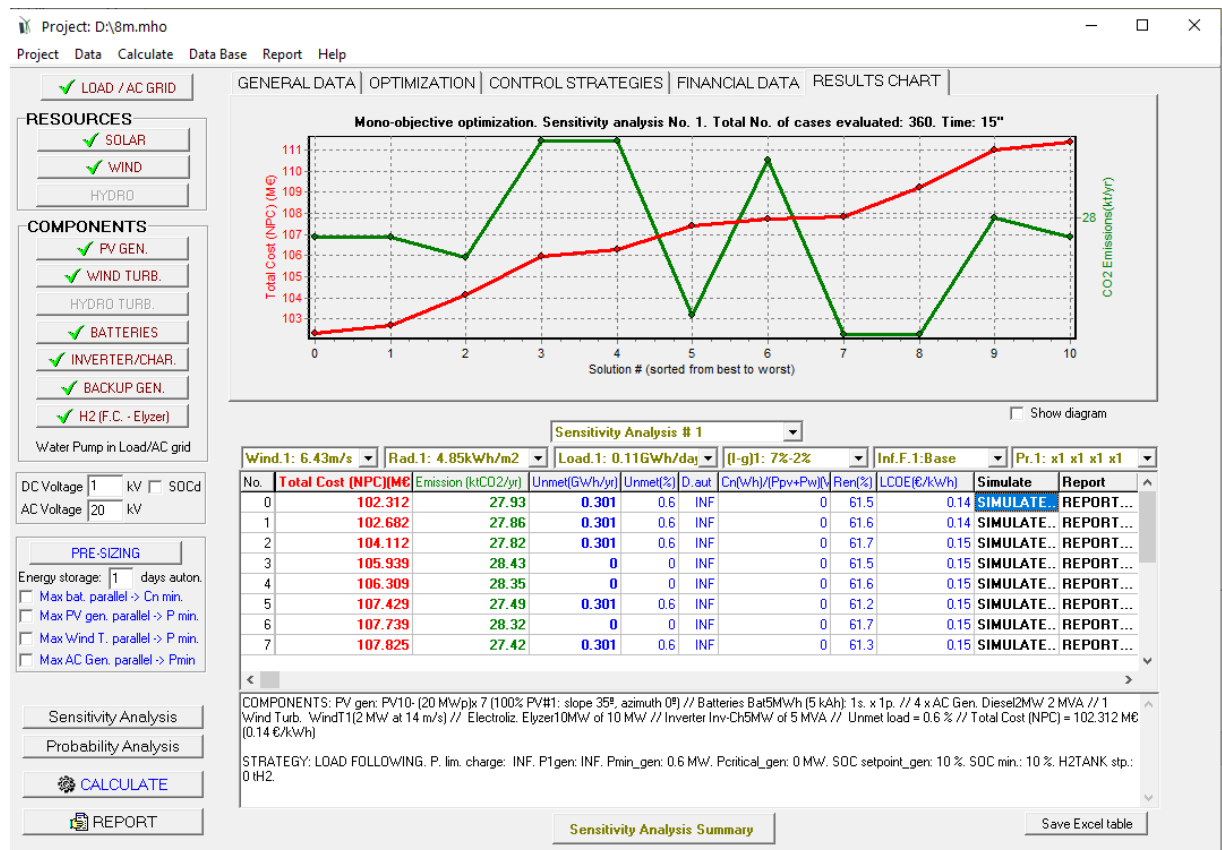 Project: D:\8m.mho
Project Data Calculate Data Base Report Help
LOAD / AC GRID
RESOURCES
SOLAR
WIND
HYDRO
COMPONENTS
PV GEN.
WIND TURB.
HYDRO TURB.
BATTERIES
INVERTER/CHAR.
BACKUP GEN.
H2 (F.C. - Elyzer)
Water Pump in Load/AC grid
DC Voltage 1 kV SOCd
AC Voltage 20 kV
PRE-SIZING
Energy storage: 1 days auton.
Max bat. parallel -> Cn min.
Max PV gen. parallel -> P min.
Max Wind T. parallel -> P min.
Max AC Gen. parallel -> Pmin
Sensitivity Analysis
Probability Analysis
CALCULATE
REPORT
GENERAL DATA OPTIMIZATION CONTROL STRATEGIES FINANCIAL DATA RESULTS CHART
Mono-objective optimization. Sensitivity analysis No. 1. Total No. of cases evaluated: 360. Time: 15"
Total Cost (NPC) (M€)
111
110
109
108
107
106
105
104
103
28
CO2 Emissions(kt/yr)
0 1 2 3 4 5 6 7 8 9 10
Solution # (sorted from best to worst)
Show diagram
Sensitivity Analysis # 1
Wind.1: 6.43m/s Rad.1: 4.85kWh/m2 Load.1: 0.11GWh/day (I-g)1: 7%-2% Inf.F.1:Base Pr.1: x1 x1 x1 x1
No. Total Cost (NPC)(M€ Emission (ktCO2/yr) Unmet(GWh/yr) Unmet(%) D.aut Cn(Wh)/(Ppv+Pw)(V Ren(%) LCOE(€/kWh) Simulate Report
0 102.312 27.93 0.301 0.6 INF 0 61.5 0.14 SIMULATE.. REPORT...
1 102.682 27.86 0.301 0.6 INF 0 61.6 0.14 SIMULATE.. REPORT...
2 104.112 27.82 0.301 0.6 INF 0 61.7 0.15 SIMULATE.. REPORT...
3 105.939 28.43 0 0 INF 0 61.5 0.15 SIMULATE.. REPORT...
4 106.309 28.35 0 0 INF 0 61.6 0.15 SIMULATE.. REPORT...
5 107.429 27.49 0.301 0.6 INF 0 61.2 0.15 SIMULATE.. REPORT...
6 107.739 28.32 0 0 INF 0 61.7 0.15 SIMULATE.. REPORT...
7 107.825 27.42 0.301 0.6 INF 0 61.3 0.15 SIMULATE.. REPORT...
COMPONENTS: PV gen: PV10- (20 MWp)x 7 (100% PV#1: slope 35º, azimuth 0º) // Batteries Bat5MWh (5 kAh): 1s. x 1p. // 4 x AC Gen. Diesel2MW 2 MVA // 1
Wind Turb. WindT1(2 MW at 14 m/s) // Electroliz. Elyzer10MW of 10 MW // Inverter Inv-Ch5MW of 5 MVA // Unmet load = 0.6 % // Total Cost (NPC) = 102.312 M€
(0.14 €/kWh)
STRATEGY: LOAD FOLLOWING. P. lim. charge: INF. P1gen: INF. Pmin_gen: 0.6 MW. Pcritical_gen: 0 MW. SOC setpoint_gen: 10 %. SOC min.: 10 %. H2TANK stp.:
0 tH2.
Sensitivity Analysis Summary
Save Excel table